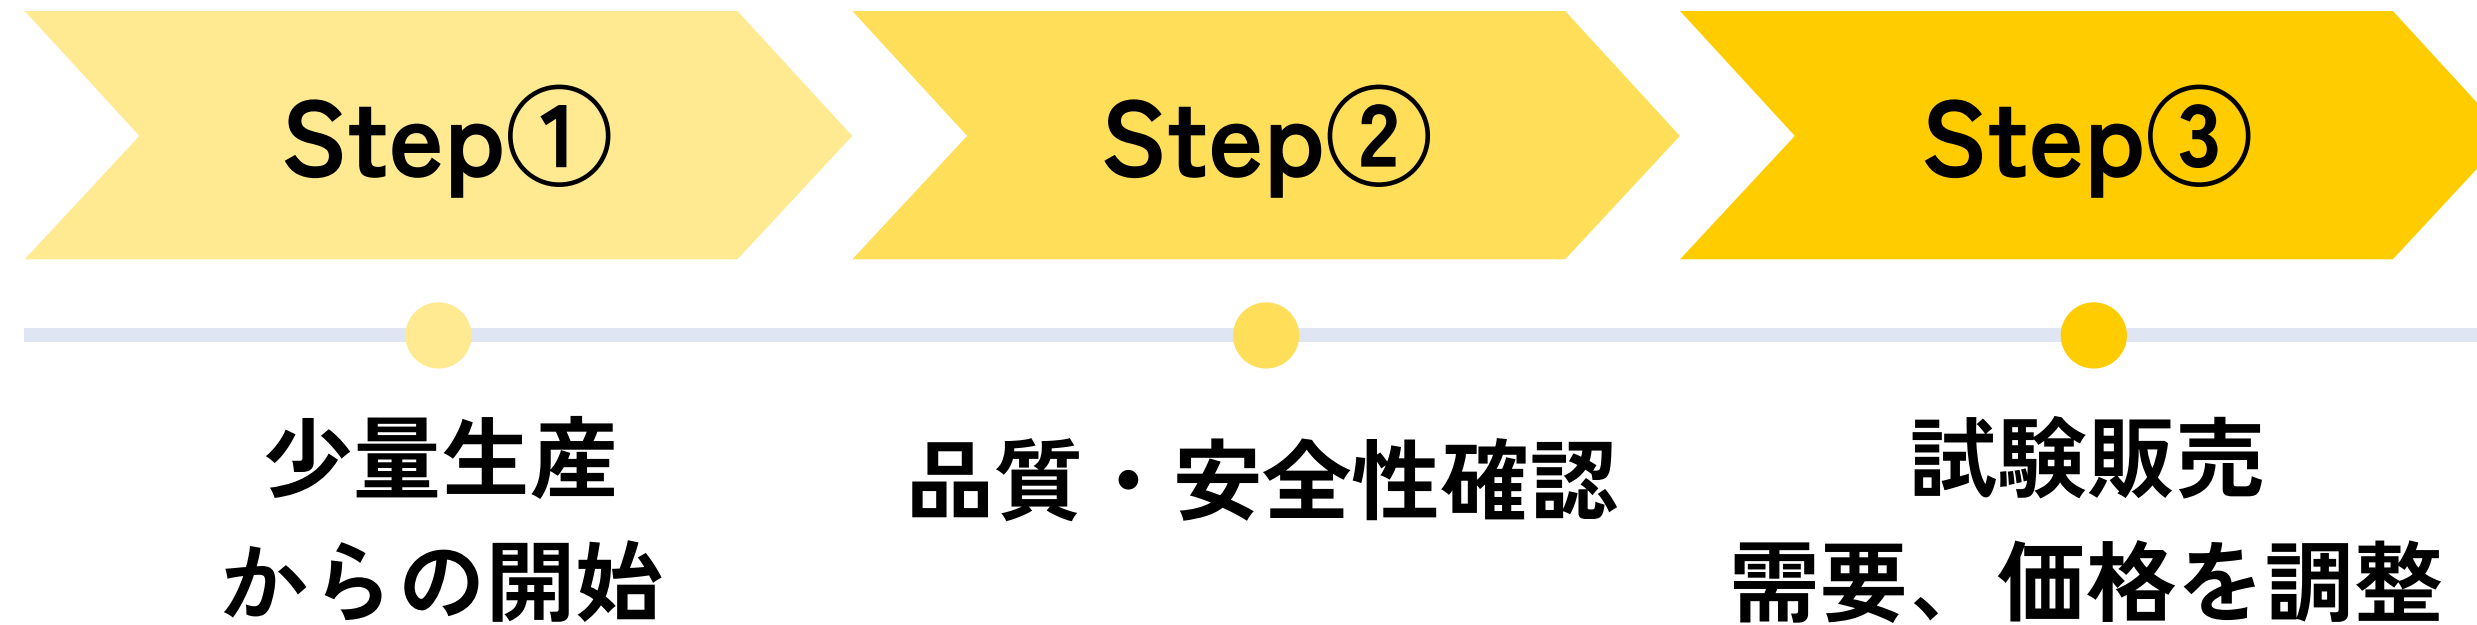 Step①
Step②
Step③
少量生産
からの開始
品質・安全性確認
試験販売
需要、価格を調整